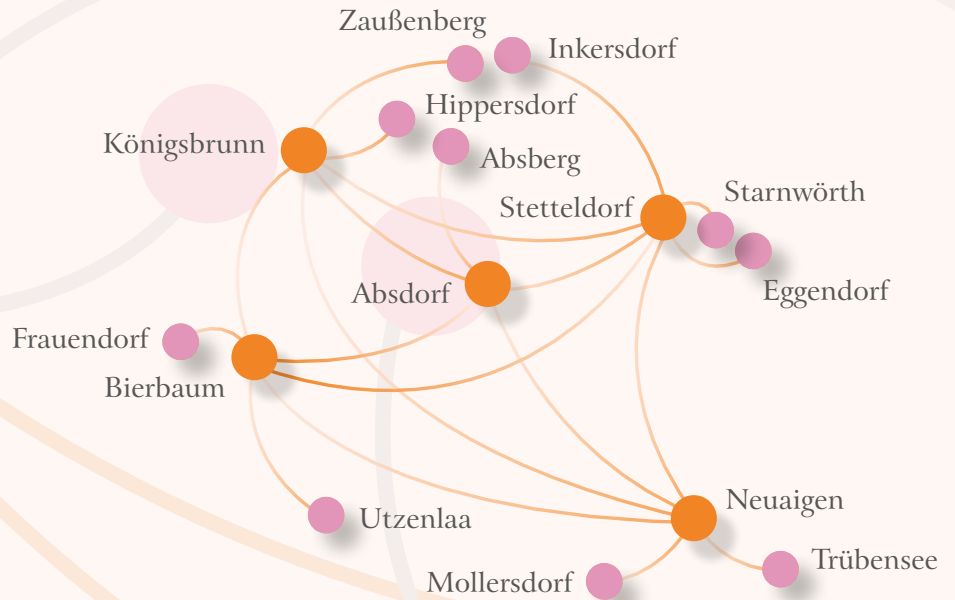 Zaußenberg
Inkersdorf
Hippersdorf
Königsbrunn
Absberg
Starnwörth
Stetteldorf
Absdorf
Eggendorf
Frauendorf
Bierbaum
Neuaigen
Utzenlaa
Trübensee
Mollersdorf